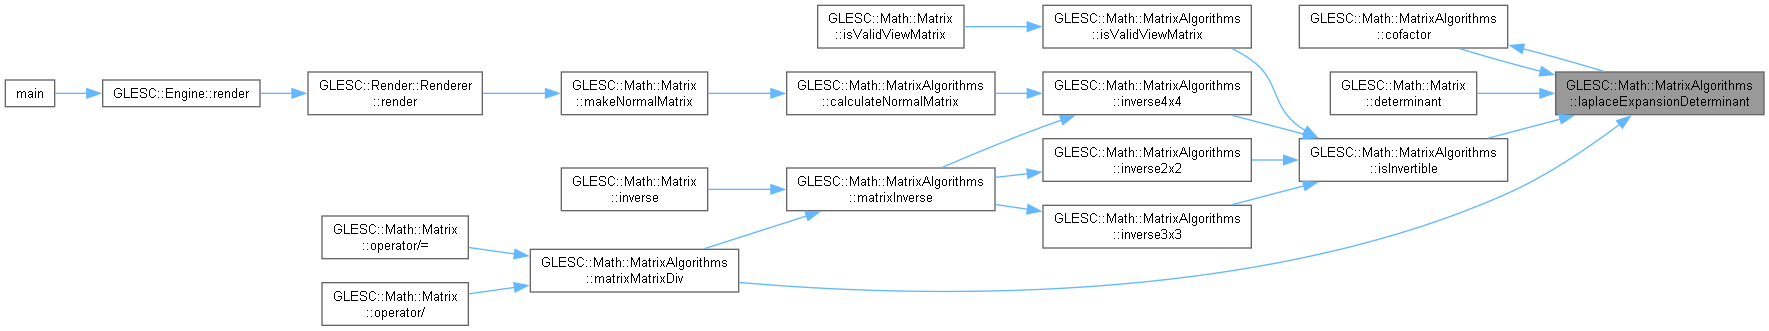 main
GLESC::Engine::render
GLESC::Render::Renderer
::render
GLESC::Math::Matrix
::makeNormalMatrix
GLESC::Math::MatrixAlgorithms
::calculateNormalMatrix
GLESC::Math::Matrix
::isValidViewMatrix
GLESC::Math::MatrixAlgorithms
::isValidViewMatrix
GLESC::Math::MatrixAlgorithms
::inverse4x4
GLESC::Math::MatrixAlgorithms
::cofactor
GLESC::Math::Matrix
::determinant
GLESC::Math::MatrixAlgorithms
::laplaceExpansionDeterminant
GLESC::Math::MatrixAlgorithms
::isInvertible
GLESC::Math::MatrixAlgorithms
::inverse2x2
GLESC::Math::MatrixAlgorithms
::inverse3x3
GLESC::Math::MatrixAlgorithms
::matrixInverse
GLESC::Math::Matrix
::inverse
GLESC::Math::Matrix
::operator/=
GLESC::Math::MatrixAlgorithms
::matrixMatrixDiv
GLESC::Math::Matrix
::operator/